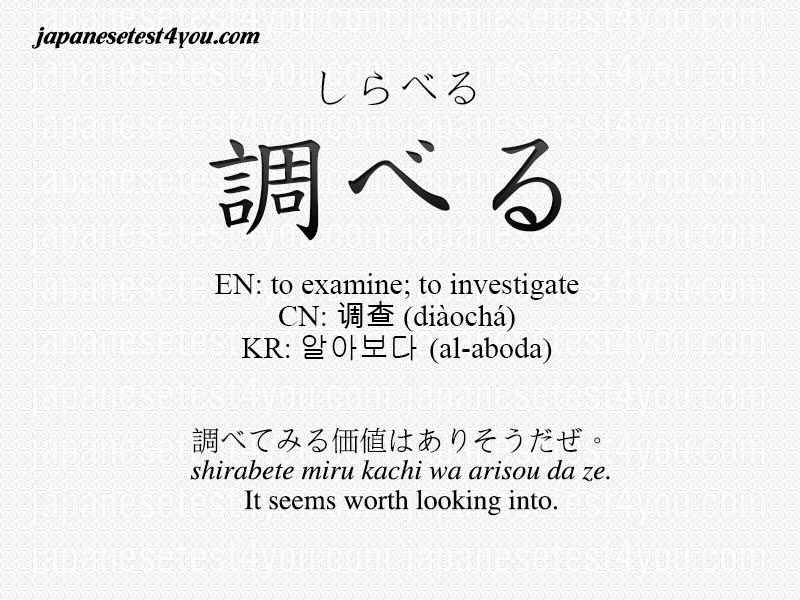 japanesetest4you.com
しらべる
調べる
EN: to examine; to investigate
CN: 调查 (diàochá)
KR: 알아보다 (al-aboda)
調べてみる価値はありそうだぜ。
shirabete miru kachi wa arisou da ze.
It seems worth looking into.